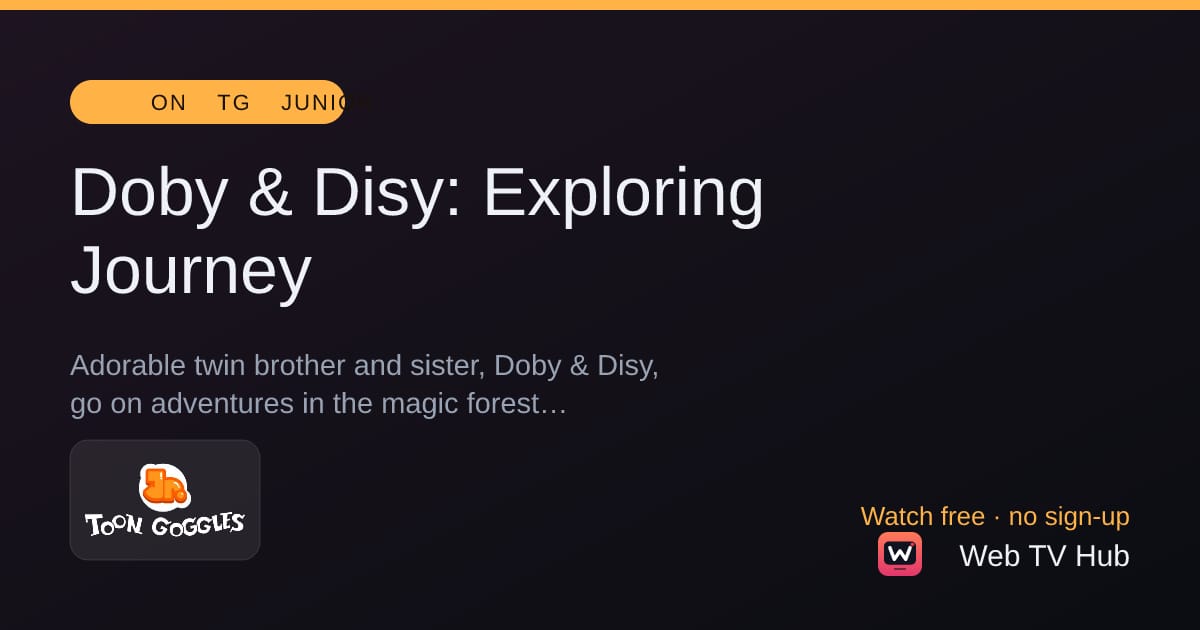 ON TG JUNIOR
Doby & Disy: Exploring
Journey
Adorable twin brother and sister, Doby & Disy,
go on adventures in the magic forest…
Jr.
TOON GOGGLES
Watch free · no sign-up
W
Web TV Hub